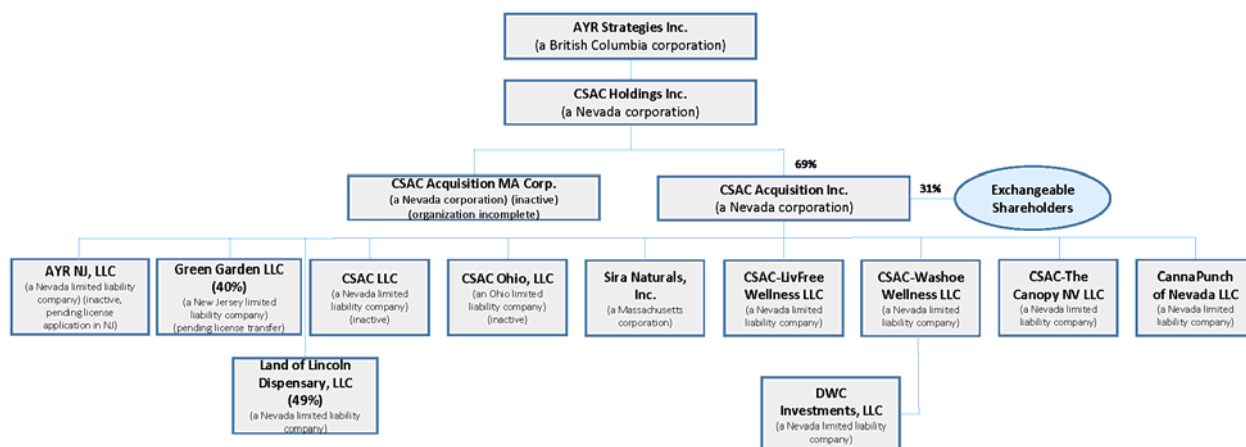 AYR Strategies Inc.
(a British Columbia corporation)
CSAC Holdings Inc.
(a Nevada corporation)
69%
CSAC Acquisition MA Corp.
(a Nevada corporation) (inactive)
(organization incomplete)
CSAC Acquisition Inc.
(a Nevada corporation)
31%
Exchangeable
Shareholders
AYR NJ, LLC
(a Nevada limited liability
company) (inactive,
pending license
application in NJ)
Green Garden LLC
(40%)
(a New Jersey limited
liability company)
(pending license transfer)
CSAC LLC
(a Nevada limited
liability company)
(inactive)
CSAC Ohio, LLC
(an Ohio limited
liability company)
(inactive)
Sira Naturals,
Inc.
(a Massachusetts
corporation)
CSAC-LivFree
Wellness LLC
(a Nevada limited
liability company)
CSAC-Washoe
Wellness LLC
(a Nevada limited
liability company)
CSAC-The
Canopy NV LLC
(a Nevada limited
liability company)
CannaPunch
of Nevada LLC
(a Nevada limited
liability company)
Land of Lincoln
Dispensary, LLC
(49%)
(a Nevada limited liability
company)
DWC
Investments, LLC
(a Nevada limited liability
company)